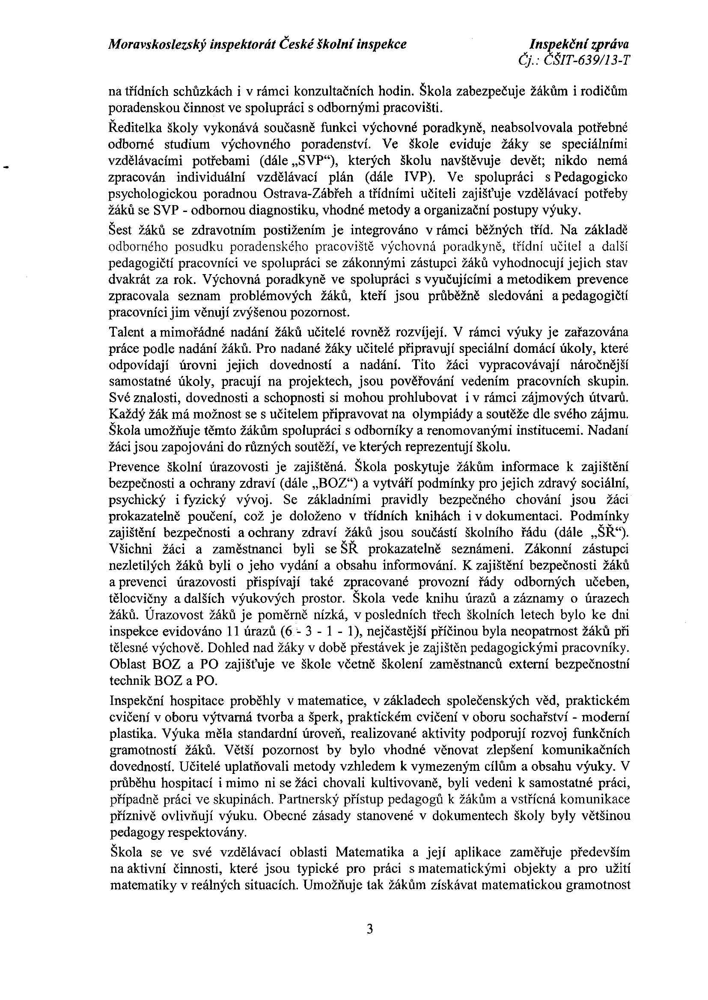 Moravskoslezský inspektorát České školní inspekce Inspekční zpráva
Čj.: ČŠIT-639/13-T
na třídních schůzkách i v rámci konzultačních hodin. Škola zabezpečuje žákům i rodičům
poradenskou činnost ve spolupráci s odbornými pracovišti.
Ředitelka školy vykonává současně funkci výchovné poradkyně, neabsolvovala potřebné
odborné studium výchovného poradenství. Ve škole eviduje žáky se speciálními
vzdělávacími potřebami (dále „SVP“), kterých školu navštěvuje devět; nikdo nemá
zpracován individuální vzdělávací plán (dále IVP). Ve spolupráci s Pedagogicko
psychologickou poradnou Ostrava-Zábřeh a třídními učiteli zajišťuje vzdělávací potřeby
žáků se SVP - odbornou diagnostiku, vhodné metody a organizační postupy výuky.
Šest žáků se zdravotním postižením je integrováno v rámci běžných tříd. Na základě
odborného posudku poradenského pracoviště výchovná poradkyně, třídní učitel a další
pedagogičtí pracovníci ve spolupráci se zákonnými zástupci žáků vyhodnocují jejich stav
dvakrát za rok. Výchovná poradkyně ve spolupráci s vyučujícími a metodikem prevence
zpracovala seznam problémových žáků, kteří jsou průběžně sledováni a pedagogičtí
pracovníci jim věnují zvýšenou pozornost.
Talent a mimořádné nadání žáků učitelé rovněž rozvíjejí. V rámci výuky je zařazována
práce podle nadání žáků. Pro nadané žáky učitelé připravují speciální domácí úkoly, které
odpovídají úrovni jejich dovedností a nadání. Tito žáci vypracovávají náročnější
samostatné úkoly, pracují na projektech, jsou pověřování vedením pracovních skupin.
Své znalosti, dovednosti a schopnosti si mohou prohlubovat i v rámci zájmových útvarů.
Každý žák má možnost se s učitelem připravovat na olympiády a soutěže dle svého zájmu.
Škola umožňuje těmto žákům spolupráci s odborníky a renomovanými institucemi. Nadaní
žáci jsou zapojováni do různých soutěží, ve kterých reprezentují školu.
Prevence školní úrazovosti je zajištěná. Škola poskytuje žákům informace k zajištění
bezpečnosti a ochrany zdraví (dále „BOZ“) a vytváří podmínky pro jejich zdravý sociální,
psychický i fyzický vývoj. Se základními pravidly bezpečného chování jsou žáci
prokazatelně poučení, což je doloženo v třídních knihách i v dokumentaci. Podmínky
zajištění bezpečnosti a ochrany zdraví žáků jsou součástí školního řádu (dále „ŠŘ“).
Všichni žáci a zaměstnanci byli se ŠŘ prokazatelně seznámeni. Zákonní zástupci
nezletilých žáků byli o jeho vydání a obsahu informování. K zajištění bezpečnosti žáků
a prevenci úrazovosti přispívají také zpracované provozní řády odborných učeben,
tělocvičny a dalších výukových prostor. Škola vede knihu úrazů a záznamy o úrazech
žáků. Úrazovost žáků je poměrně nízká, v posledních třech školních letech bylo ke dni
inspekce evidováno 11 úrazů (6 - 3 - 1 - 1), nejčastější příčinou byla neopatrnost žáků při
tělesné výchově. Dohled nad žáky v době přestávek je zajištěn pedagogickými pracovníky.
Oblast BOZ a PO zajišťuje ve škole včetně školení zaměstnanců externí bezpečnostní
technik BOZ a PO.
Inspekční hospitace proběhly v matematice, v základech společenských věd, praktickém
cvičení v oboru výtvarná tvorba a šperk, praktickém cvičení v oboru sochařství - moderní
plastika. Výuka měla standardní úroveň, realizované aktivity podporují rozvoj funkčních
gramotností žáků. Větší pozornost by bylo vhodné věnovat zlepšení komunikačních
dovedností. Učitelé uplatňovali metody vzhledem k vymezeným cílům a obsahu výuky. V
průběhu hospitací i mimo ni se žáci chovali kultivovaně, byli vedeni k samostatné práci,
případně práci ve skupinách. Partnerský přístup pedagogů k žákům a vstřícná komunikace
příznivě ovlivňují výuku. Obecné zásady stanovené v dokumentech školy byly většinou
pedagogy respektovány.
Škola se ve své vzdělávací oblasti Matematika a její aplikace zaměřuje především
na aktivní činnosti, které jsou typické pro práci s matematickými objekty a pro užití
matematiky v reálných situacích. Umožňuje tak žákům získávat matematickou gramotnost
3